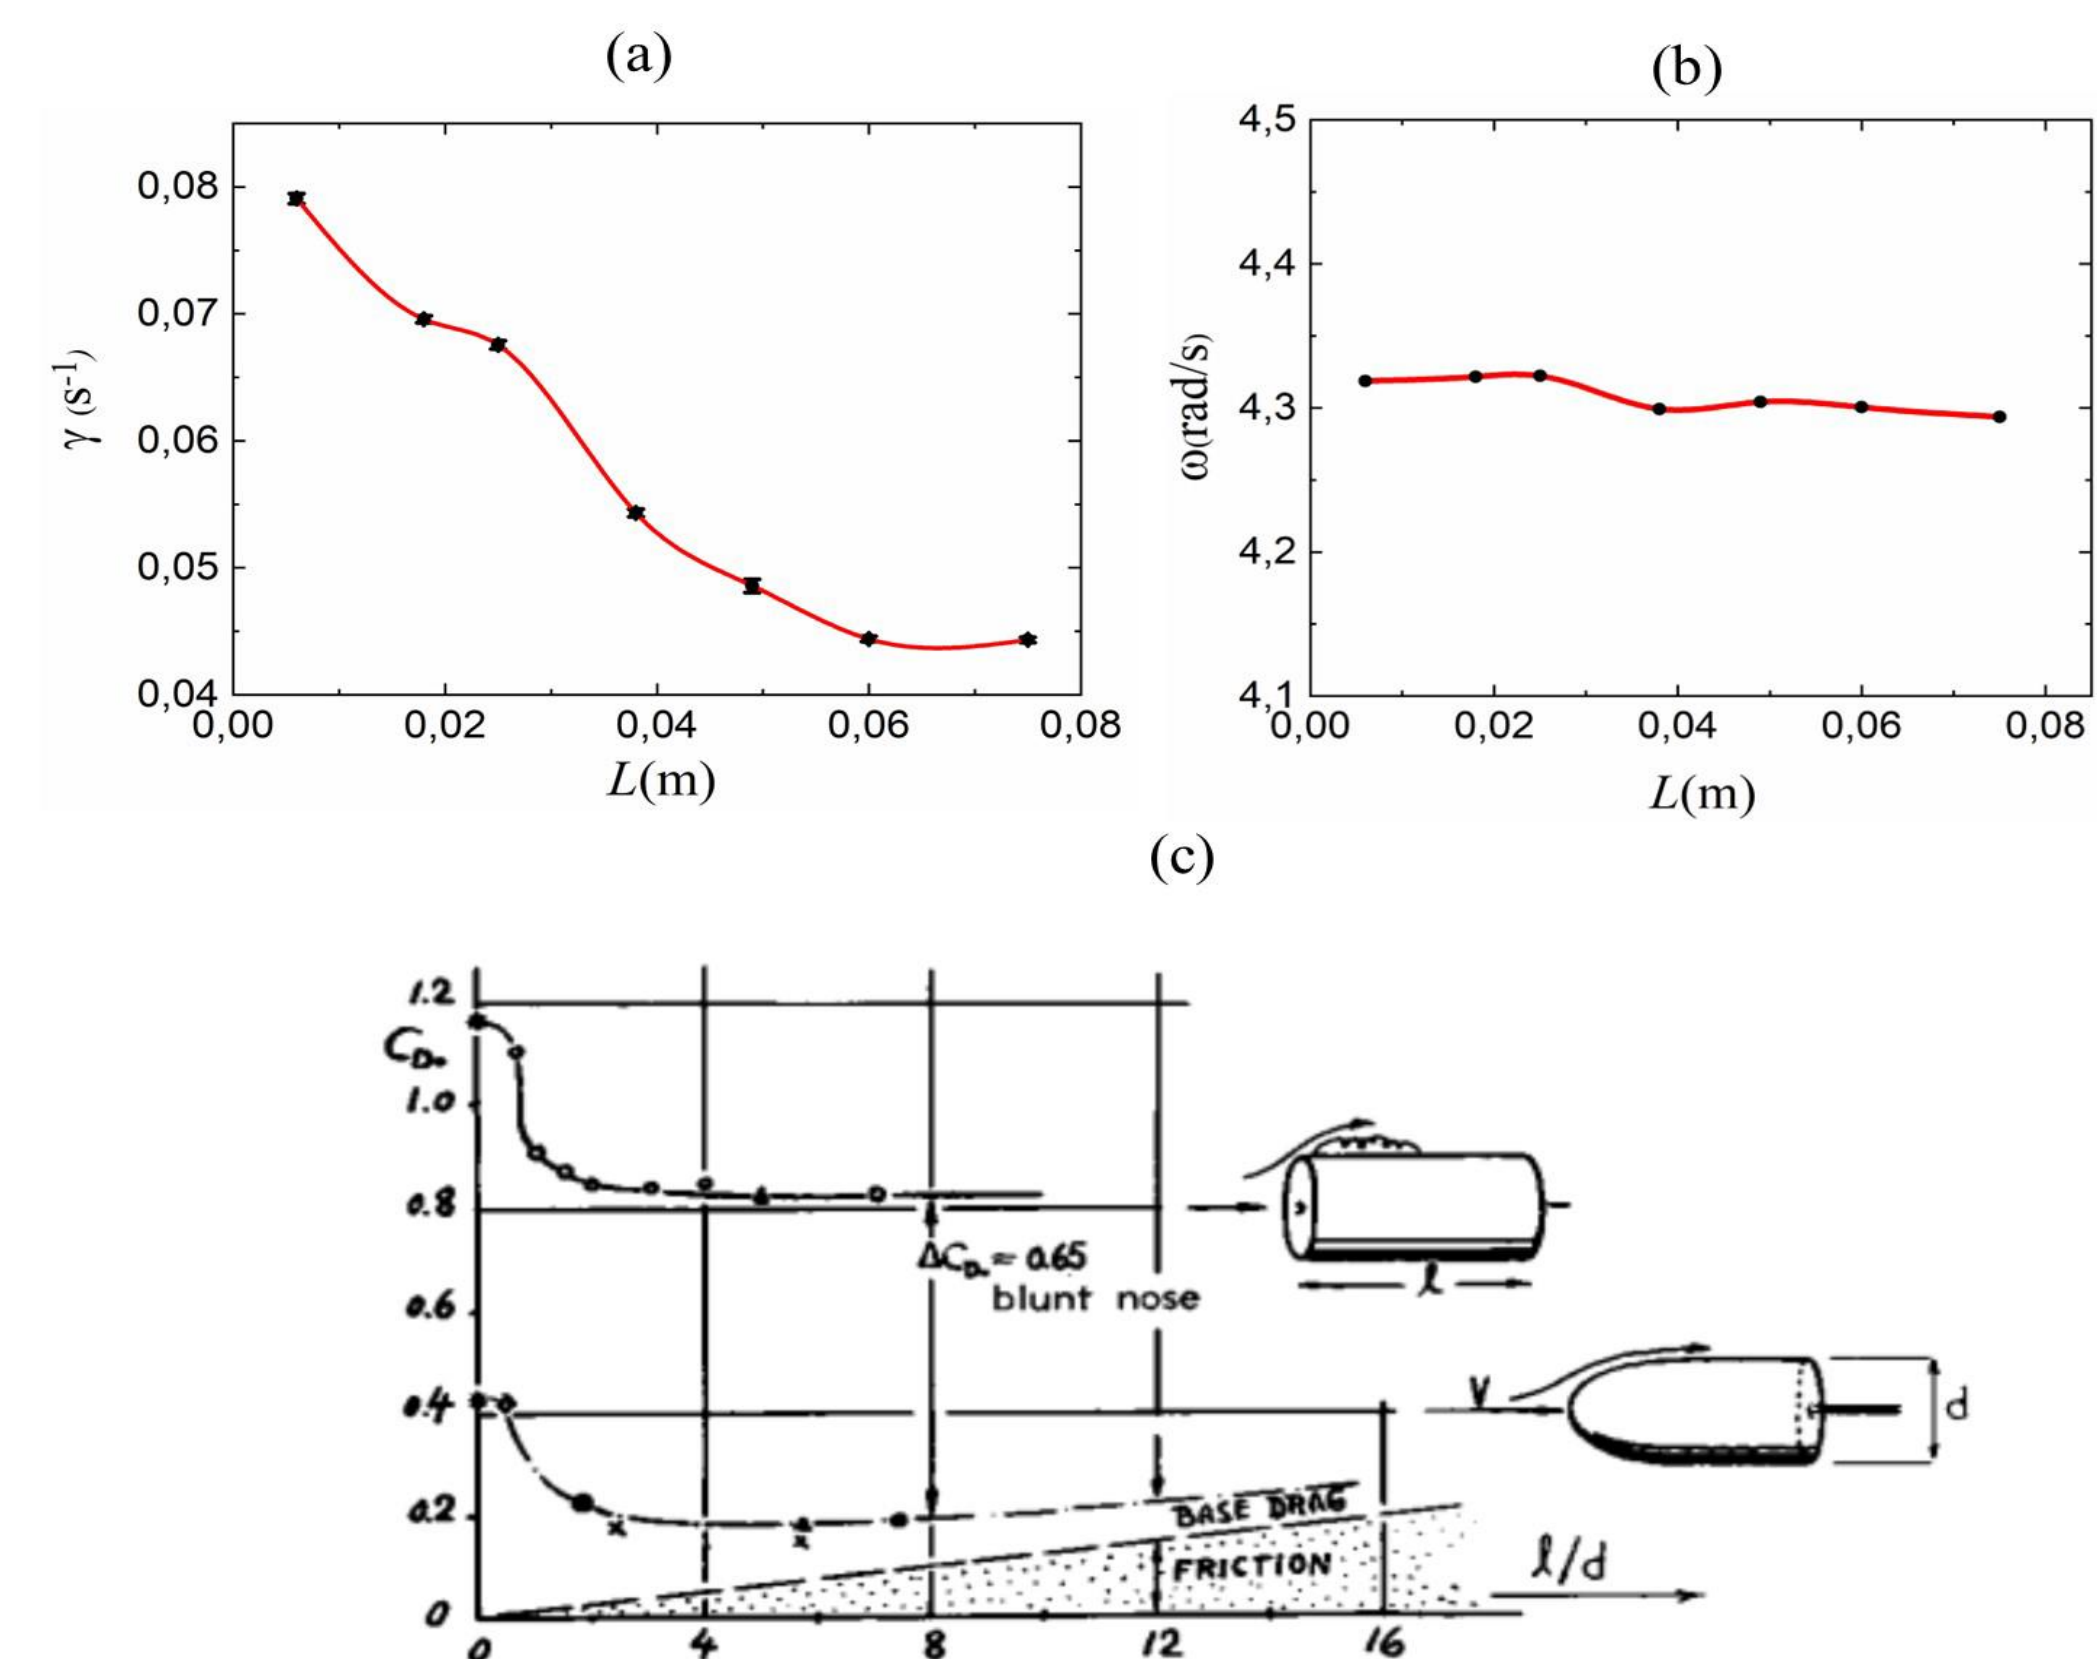 (a)
0,08
0,07
0,06
0,05
0,04
γ (s-1)
0,00 0,02 0,04 0,06 0,08
L(m)
(b)
4,5
4,4
4,3
4,2
4,1
ω(rad/s)
0,00 0,02 0,04 0,06 0,08
L(m)
(c)
1.2
CD.
1.0
0.8
ΔCD. = 0.65
blunt nose
l
0.6
0.4
V
d
0.2
BASE DRAG
FRICTION
l/d
0
0 4 8 12 16